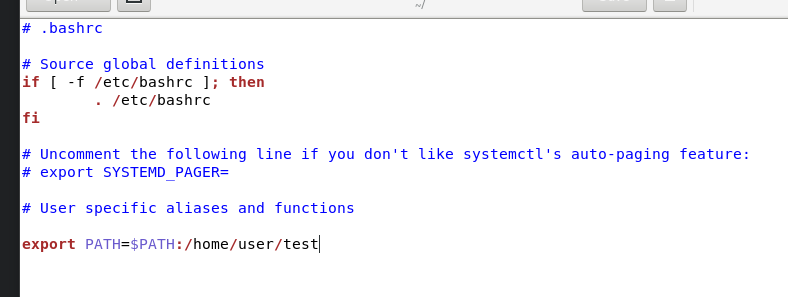 ~/
# .bashrc
# Source global definitions
if [ -f /etc/bashrc ]; then
        . /etc/bashrc
fi
# Uncomment the following line if you don't like systemctl's auto-paging feature:
# export SYSTEMD_PAGER=
# User specific aliases and functions
export PATH=$PATH:/home/user/test